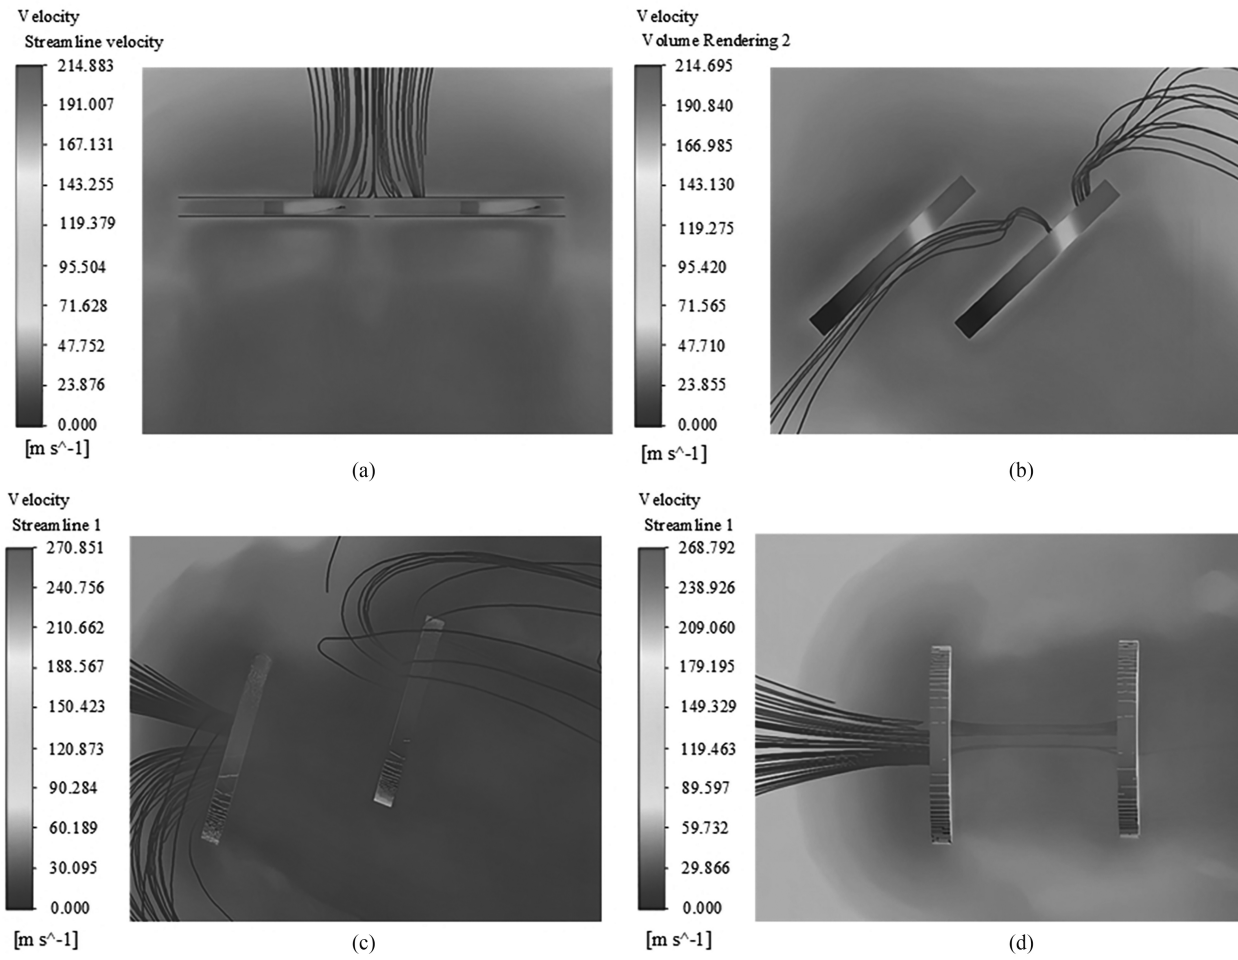 Velocity
Streamline velocity
214.883
191.007
167.131
143.255
119.379
95.504
71.628
47.752
23.876
0.000
[m s^-1]
(a)
Velocity
Volume Rendering 2
214.695
190.840
166.985
143.130
119.275
95.420
71.565
47.710
23.855
0.000
[m s^-1]
(b)
Velocity
Streamline 1
270.851
240.756
210.662
188.567
150.423
120.873
90.284
60.189
30.095
0.000
[m s^-1]
(c)
Velocity
Streamline 1
268.792
238.926
209.060
179.195
149.329
119.463
89.597
59.732
29.866
0.000
[m s^-1]
(d)